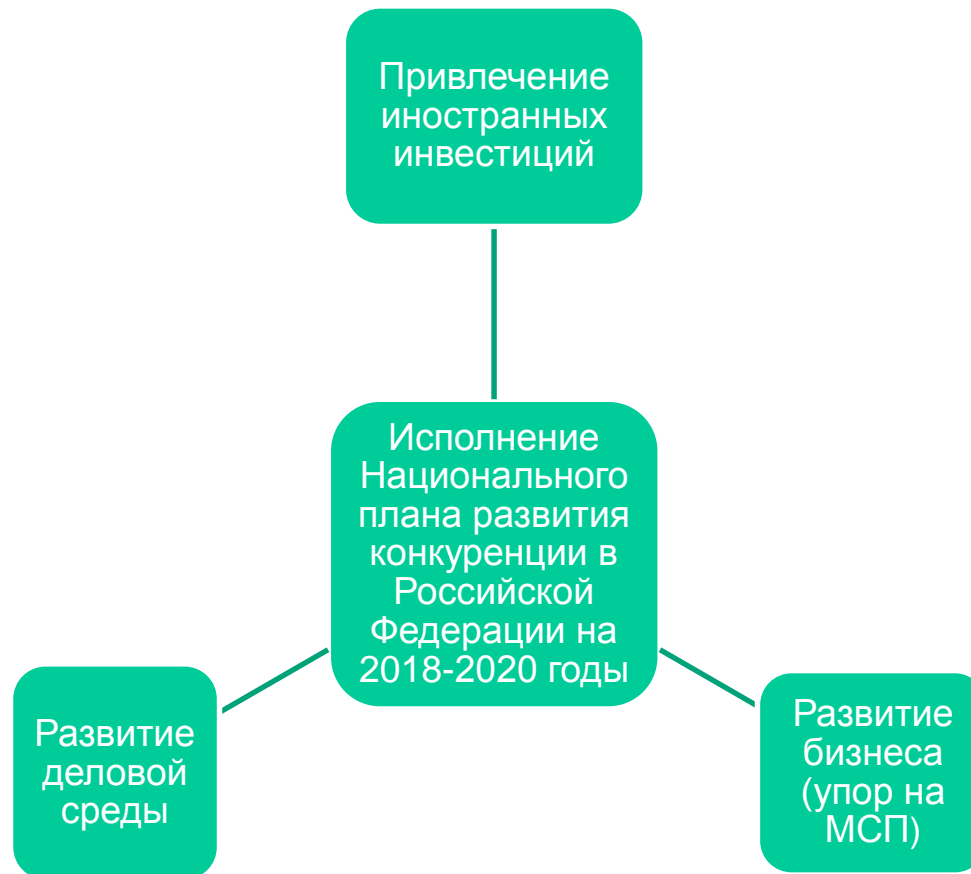 Привлечение
иностранных
инвестиций
Исполнение
Национального
плана развития
конкуренции в
Российской
Федерации на
2018-2020 годы
Развитие
деловой
среды
Развитие
бизнеса
(упор на
МСП)